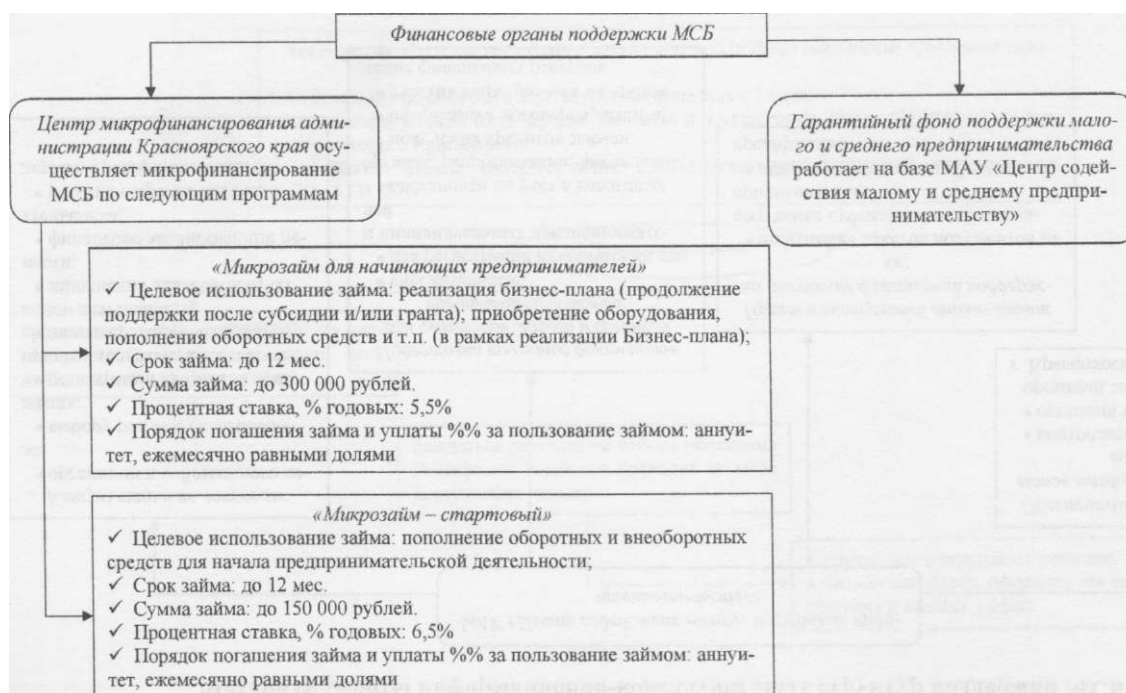 Финансовые органы поддержки МСБ
Центр микрофинансирования адми-
нистрации Красноярского края осу-
ществляет микрофинансирование
МСБ по следующим программам
Гарантийный фонд поддержки мало-
го и среднего предпринимательства
работает на базе МАУ «Центр содей-
ствия малому и среднему предпри-
нимательству»
«Микрозайм для начинающих предпринимателей»
✓ Целевое использование займа: реализация бизнес-плана (продолжение
поддержки после субсидии и/или гранта); приобретение оборудования,
пополнения оборотных средств и т.п. (в рамках реализации Бизнес-плана);
✓ Срок займа: до 12 мес.
✓ Сумма займа: до 300 000 рублей.
✓ Процентная ставка, % годовых: 5,5%
✓ Порядок погашения займа и уплаты %% за пользование займом: аннуи-
тет, ежемесячно равными долями
«Микрозайм – стартовый»
✓ Целевое использование займа: пополнение оборотных и внеоборотных
средств для начала предпринимательской деятельности;
✓ Срок займа: до 12 мес.
✓ Сумма займа: до 150 000 рублей.
✓ Процентная ставка, % годовых: 6,5%
✓ Порядок погашения займа и уплаты %% за пользование займом: аннуи-
тет, ежемесячно равными долями